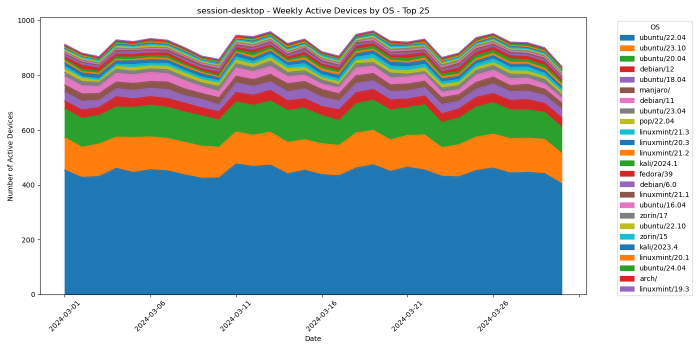 session-desktop - Weekly Active Devices by OS - Top 25
Number of Active Devices
1000
800
600
400
200
0
2024-03-01
2024-03-06
2024-03-11
2024-03-16
2024-03-21
2024-03-26
Date
OS
ubuntu/22.04
ubuntu/23.10
ubuntu/20.04
debian/12
ubuntu/18.04
manjaro/
debian/11
ubuntu/23.04
pop/22.04
linuxmint/21.3
linuxmint/20.3
linuxmint/21.2
kali/2024.1
fedora/39
debian/6.0
linuxmint/21.1
ubuntu/16.04
zorin/17
ubuntu/22.10
zorin/15
kali/2023.4
linuxmint/20.1
ubuntu/24.04
arch/
linuxmint/19.3